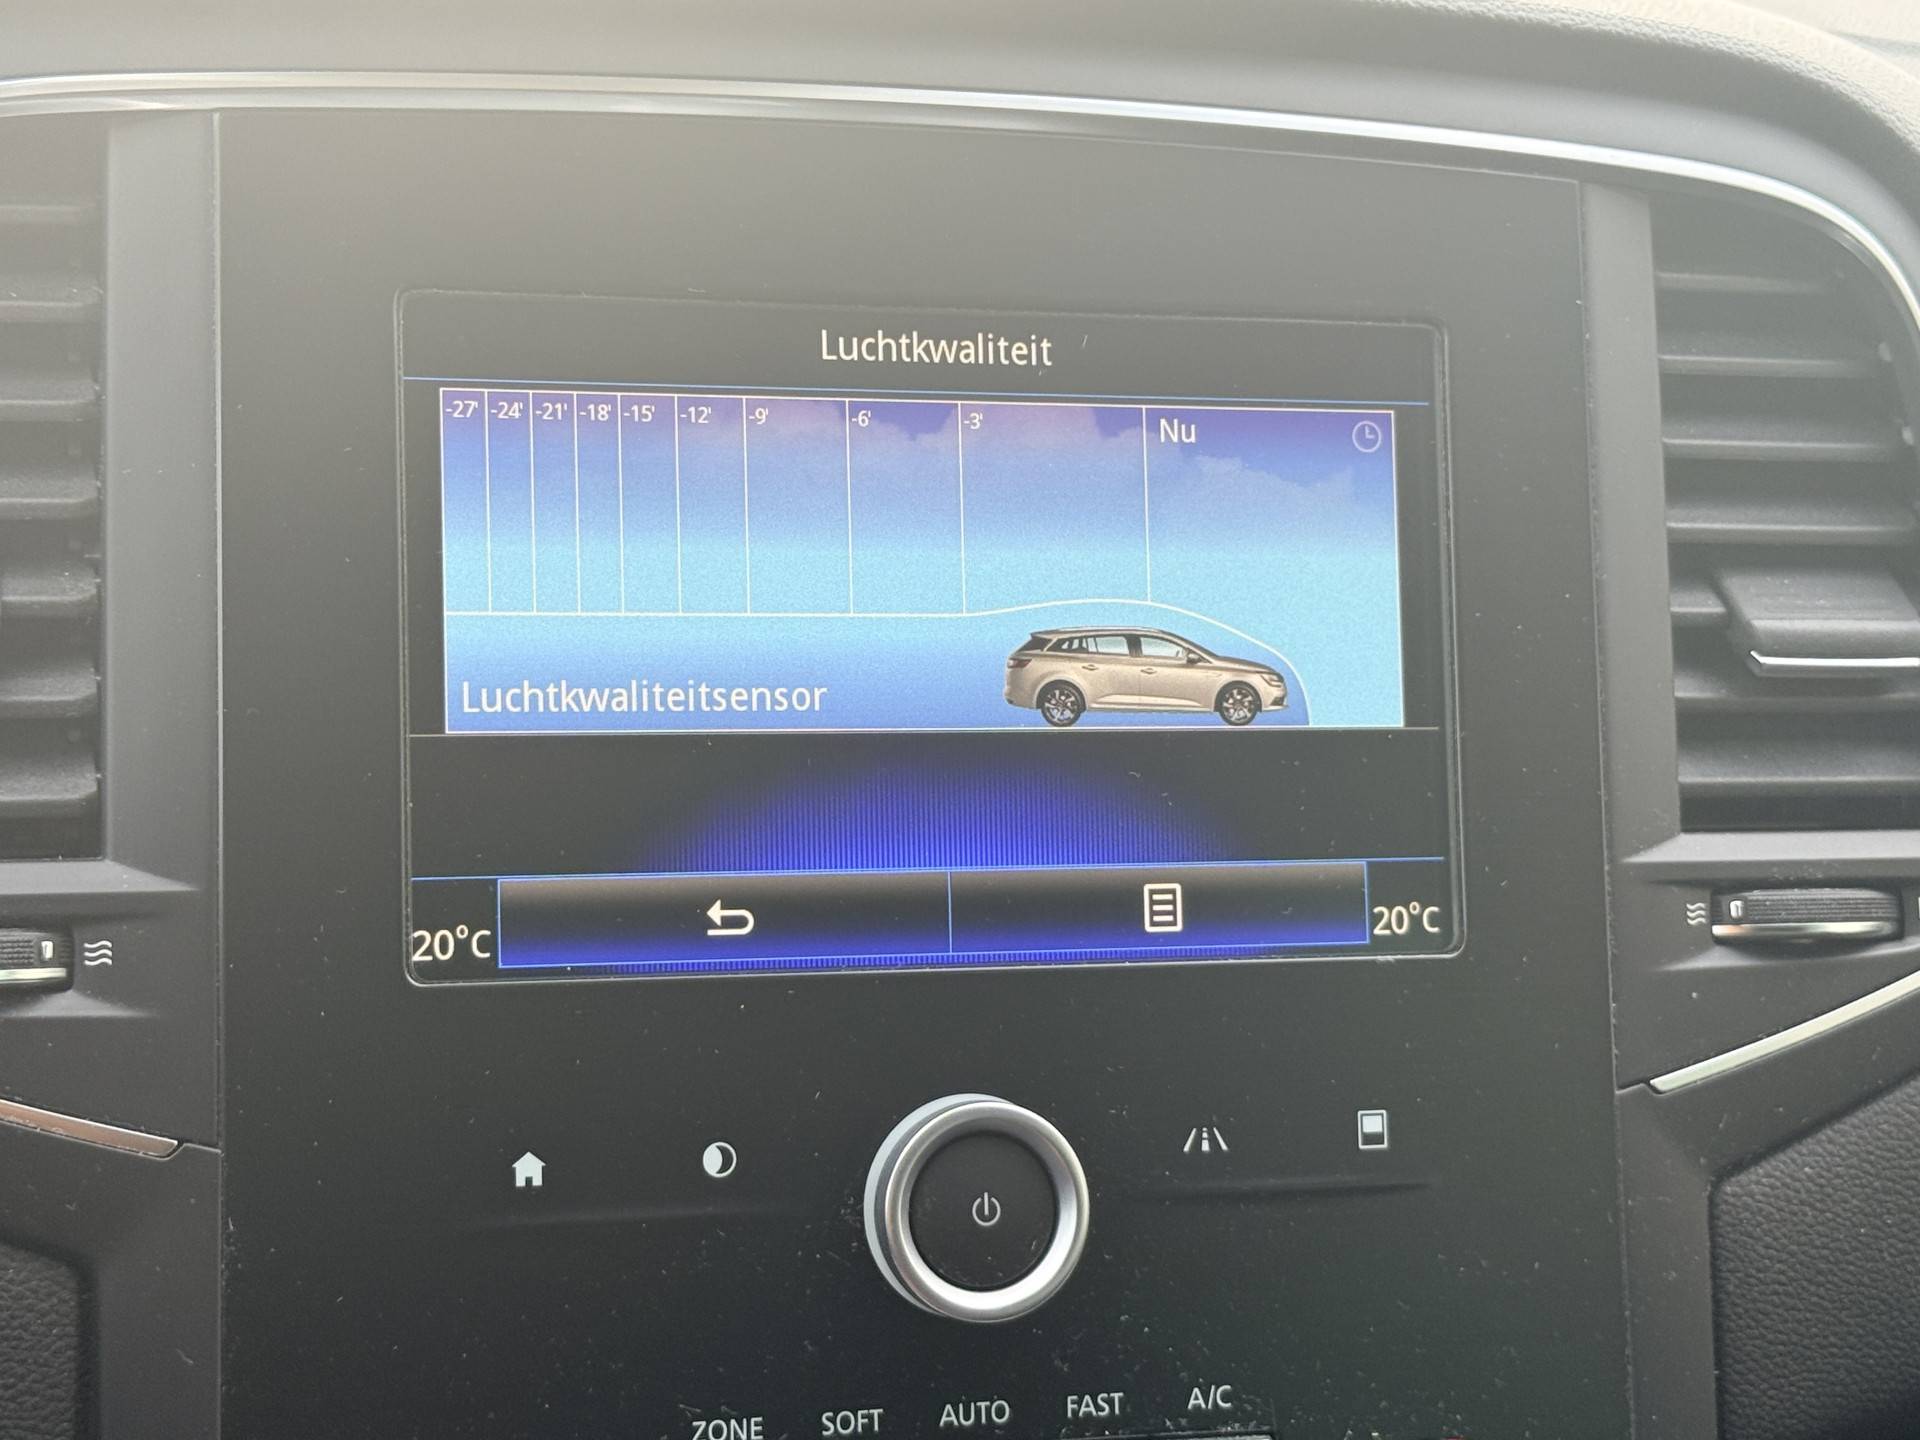 Luchtkwaliteit
-27' -24' -21' -18' -15' -12' -9' -6' -3' Nu
Luchtkwaliteitsensor
20°C 20°C
ZONE SOFT AUTO FAST A/C